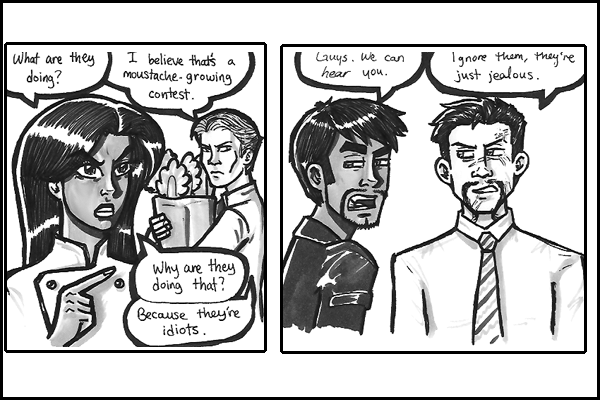 What are they
doing?
I believe that's a
moustache-growing
contest.
Why are they
doing that?
Because they're
idiots.
Guys. We can
hear you.
Ignore them, they're
just jealous.